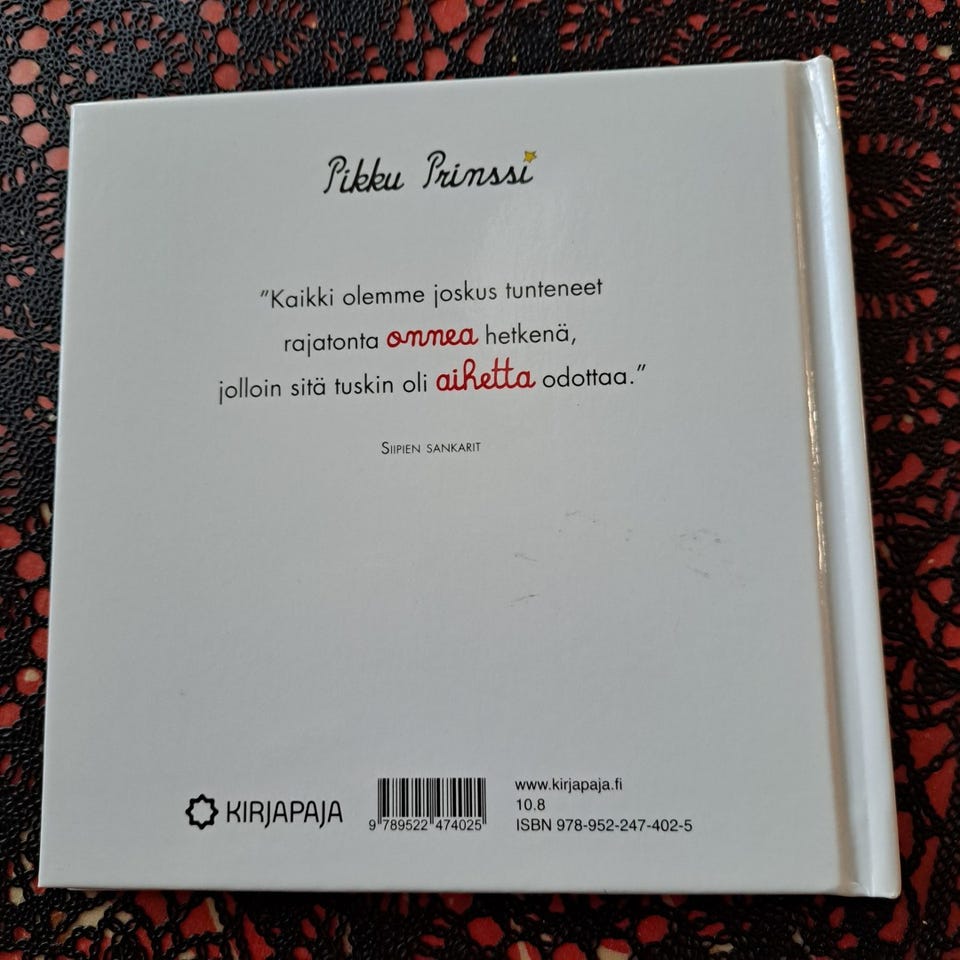 Pikku Prinssi
"Kaikki olemme joskus tunteneet
rajatonta onnea hetkenä,
jolloin sitä tuskin oli aihetta odottaa."
SIIPIEN SANKARIT
KIRJAPAJA
9 789522 474025
www.kirjapaja.fi
10.8
ISBN 978-952-247-402-5